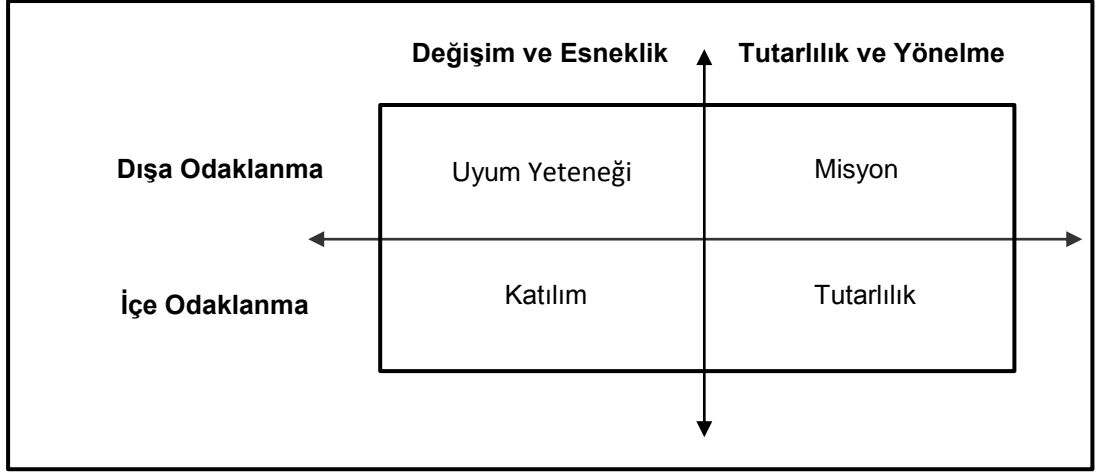 Değişim ve Esneklik Tutarlılık ve Yönelme
Dışa Odaklanma Uyum Yeteneği Misyon
İçe Odaklanma Katılım Tutarlılık